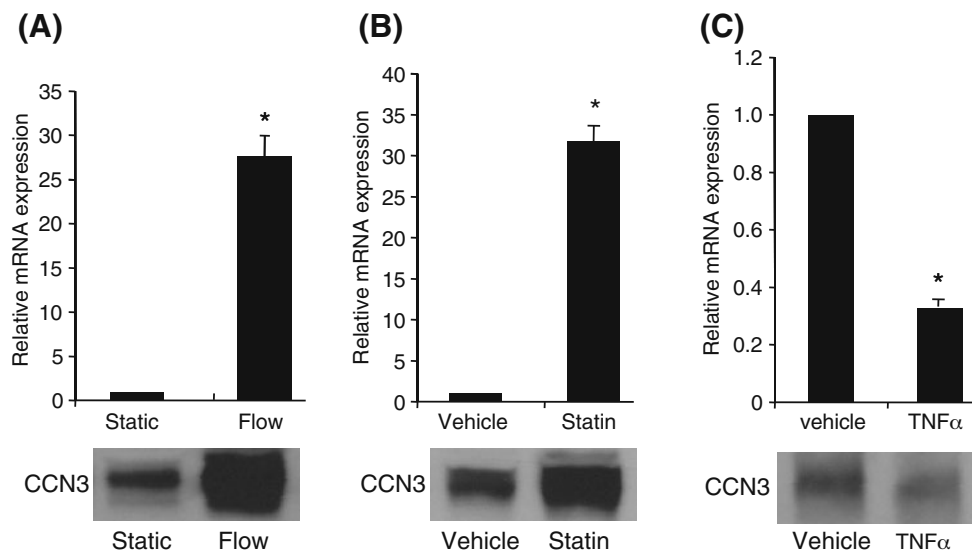 (A)
Relative mRNA expression
35
30
25
20
15
10
5
0
*
Static Flow
CCN3
Static Flow
(B)
Relative mRNA expression
40
35
30
25
20
15
10
5
0
*
Vehicle Statin
CCN3
Vehicle Statin
(C)
Relative mRNA expression
1.2
1.0
0.8
0.6
0.4
0.2
0
*
vehicle TNFα
CCN3
Vehicle TNFα